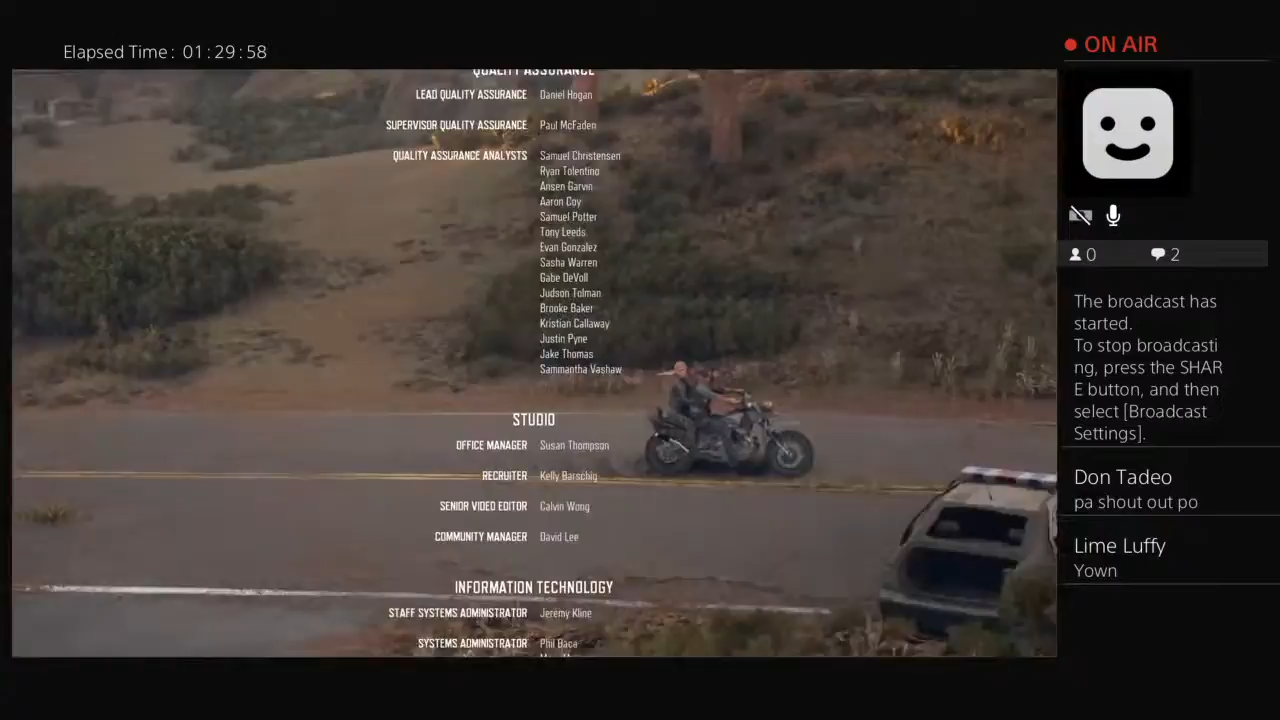 Elapsed Time: 01:29:58
ON AIR
QUALITY ASSURANCE
LEAD QUALITY ASSURANCE Daniel Hogan
SUPERVISOR QUALITY ASSURANCE Paul McFaden
QUALITY ASSURANCE ANALYSTS Samuel Christensen
Ryan Tolentino
Ansen Garvin
Aaron Coy
Samuel Potter
Tony Leeds
Evan Gonzalez
Sasha Warren
Gabe DeVoll
Judson Tolman
Brooke Baker
Kristian Callaway
Justin Pyne
Jake Thomas
Sammantha Vashaw
STUDIO
OFFICE MANAGER Susan Thompson
RECRUITER Kelly Barschig
SENIOR VIDEO EDITOR Calvin Wong
COMMUNITY MANAGER David Lee
INFORMATION TECHNOLOGY
STAFF SYSTEMS ADMINISTRATOR Jeremy Kline
SYSTEMS ADMINISTRATOR Phil Baca
0 2
The broadcast has
started.
To stop broadcasti
ng, press the SHAR
E button, and then
select [Broadcast
Settings].
Don Tadeo
pa shout out po
Lime Luffy
Yown